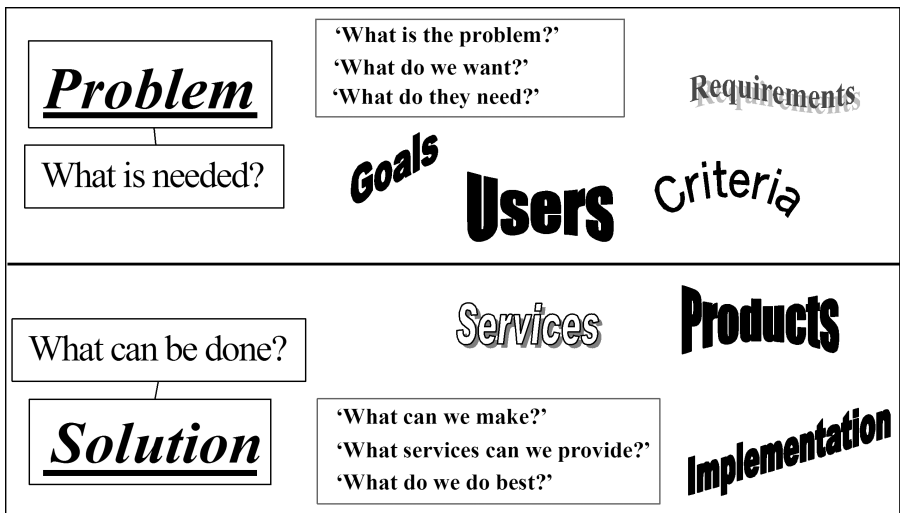 Problem
What is needed?
‘What is the problem?’
‘What do we want?’
‘What do they need?’
Requirements
Goals
Users
Criteria
What can be done?
Solution
Services
Products
‘What can we make?’
‘What services can we provide?’
‘What do we do best?’
Implementation